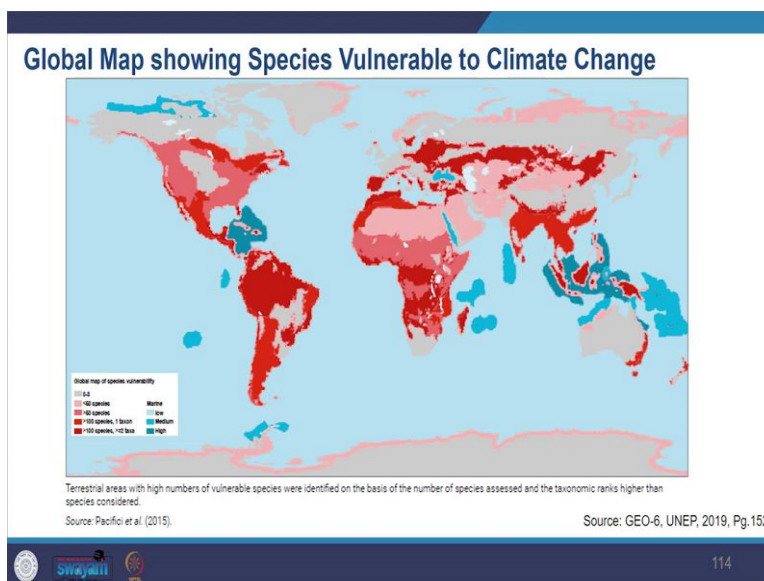 Global Map showing Species Vulnerable to Climate Change
Global map of species vulnerability
0-3
<50 species
>50 species
>100 species, 1 taxon
>100 species, >=2 taxa
Marine
low
Medium
High
Terrestrial areas with high numbers of vulnerable species were identified on the basis of the number of species assessed and the taxonomic ranks higher than
species considered.
Source: Pacifici et al. (2015).
Source: GEO-6, UNEP, 2019, Pg.152
swayam
114